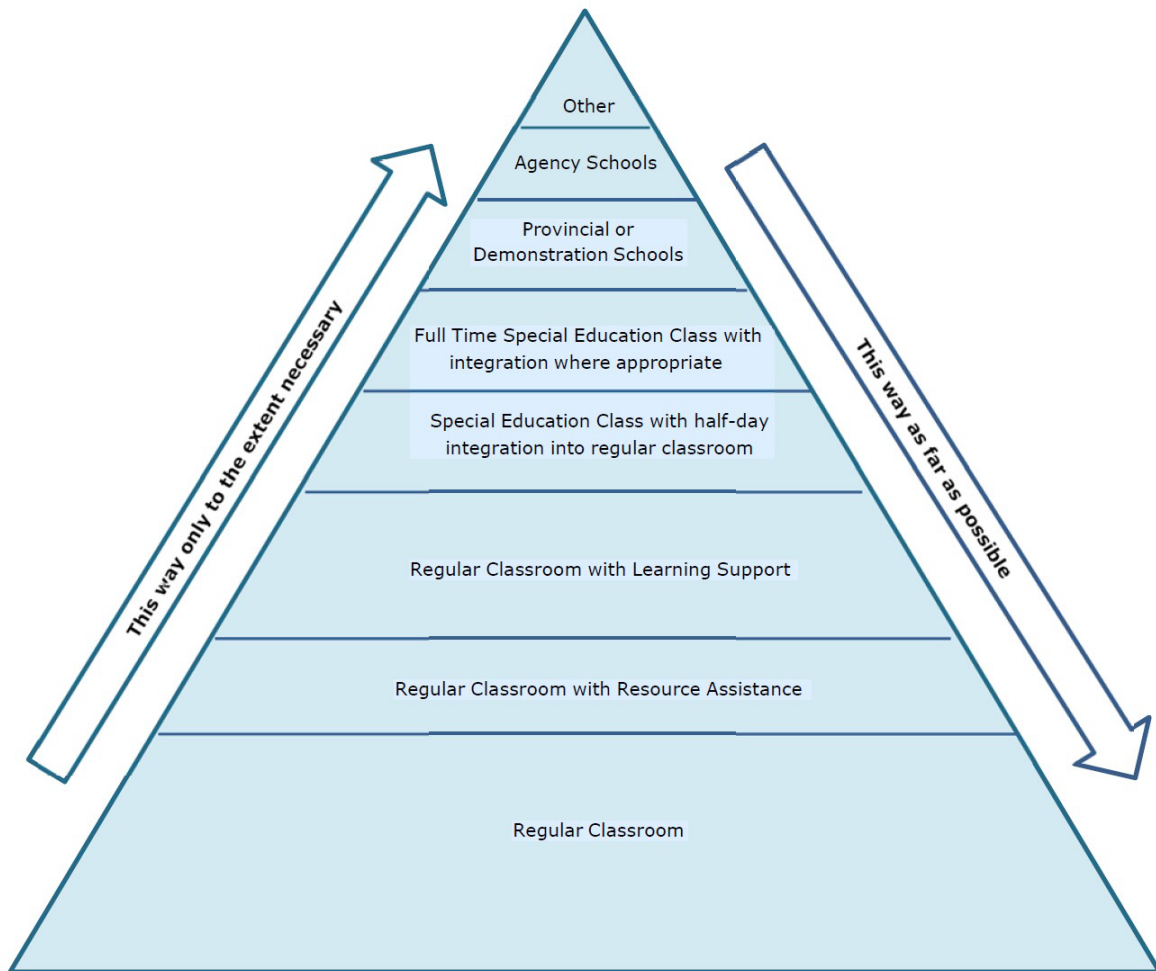 Other
Agency Schools
Provincial or
Demonstration Schools
Full Time Special Education Class with
integration where appropriate
Special Education Class with half-day
integration into regular classroom
Regular Classroom with Learning Support
Regular Classroom with Resource Assistance
Regular Classroom
This way only to the extent necessary
This way as far as possible